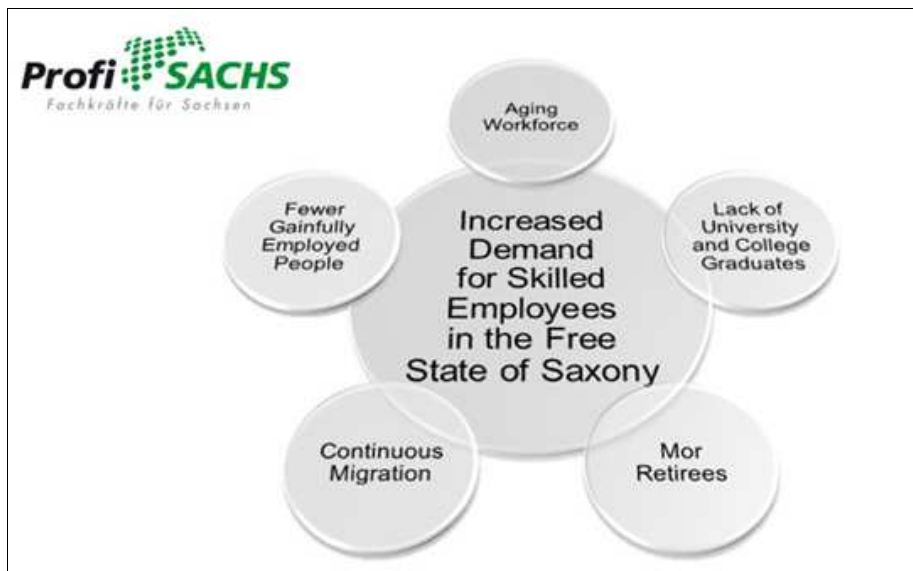 Profi SACHS
Fachkräfte für Sachsen
Aging
Workforce
Fewer
Gainfully
Employed
People
Increased
Demand
for Skilled
Employees
in the Free
State of Saxony
Lack of
University
and College
Graduates
Continuous
Migration
Mor
Retirees